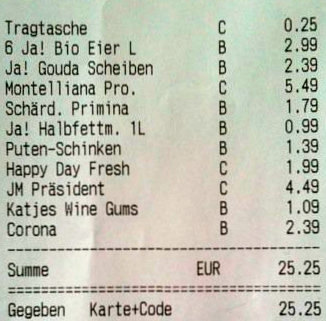 Tragtasche C 0.25
6 Ja! Bio Eier L B 2.99
Ja! Gouda Scheiben B 2.39
Montelliana Pro. C 5.49
Schärd. Primina B 1.79
Ja! Halbfettm. 1L B 0.99
Puten-Schinken B 1.39
Happy Day Fresh C 1.99
JM Präsident C 4.49
Katjes Wine Gums B 1.09
Corona B 2.39
Summe EUR 25.25
Gegeben Karte+Code 25.25